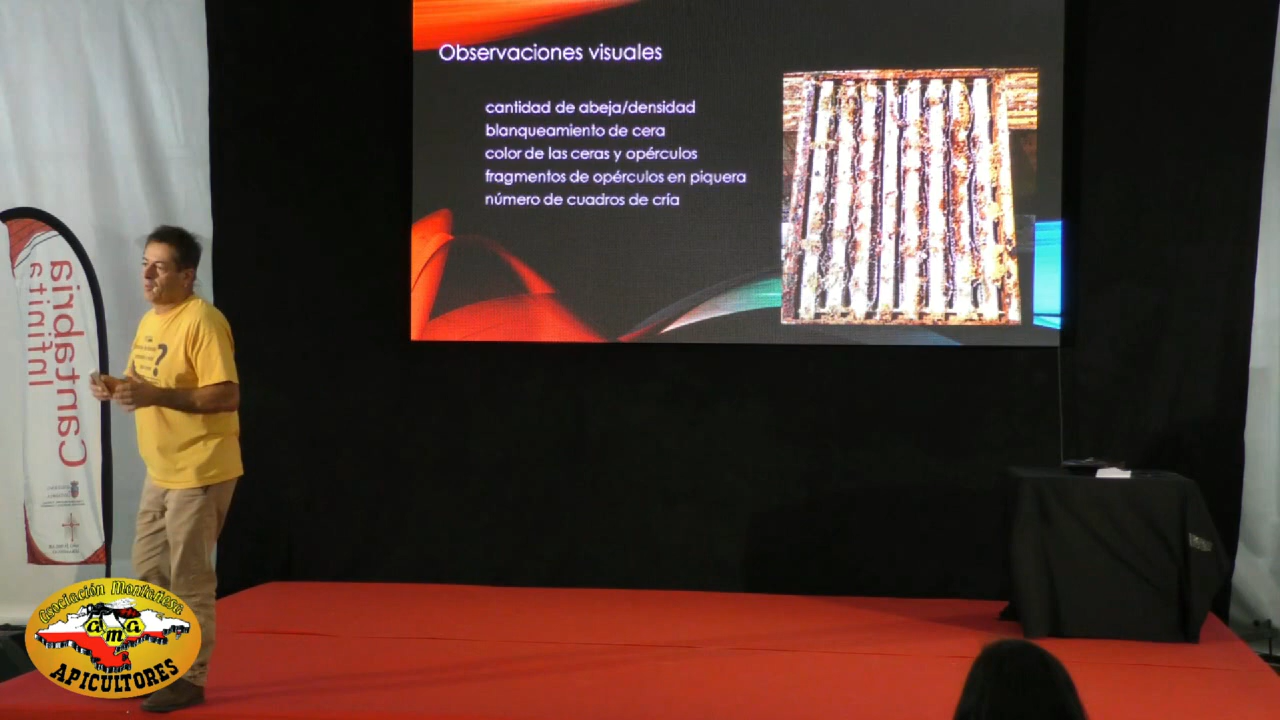 Observaciones visuales
cantidad de abeja/densidad
blanqueamiento de cera
color de las ceras y opérculos
fragmentos de opérculos en piquera
número de cuadros de cría
Cantabria
Infinita
?
Asociación Montañesa
ama
APICULTORES